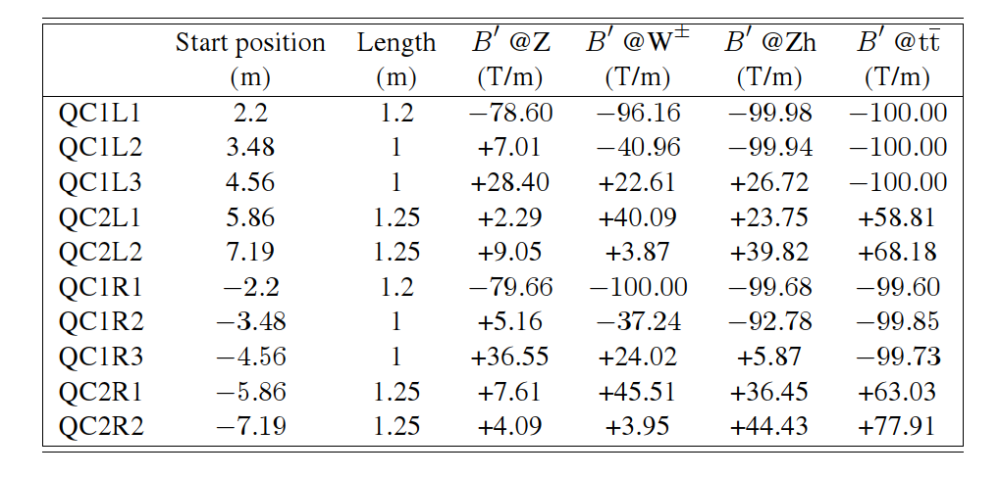 Start position Length B′ @Z B′ @W± B′ @Zh B′ @tt̄
(m) (m) (T/m) (T/m) (T/m) (T/m)
QC1L1 2.2 1.2 −78.60 −96.16 −99.98 −100.00
QC1L2 3.48 1 +7.01 −40.96 −99.94 −100.00
QC1L3 4.56 1 +28.40 +22.61 +26.72 −100.00
QC2L1 5.86 1.25 +2.29 +40.09 +23.75 +58.81
QC2L2 7.19 1.25 +9.05 +3.87 +39.82 +68.18
QC1R1 −2.2 1.2 −79.66 −100.00 −99.68 −99.60
QC1R2 −3.48 1 +5.16 −37.24 −92.78 −99.85
QC1R3 −4.56 1 +36.55 +24.02 +5.87 −99.73
QC2R1 −5.86 1.25 +7.61 +45.51 +36.45 +63.03
QC2R2 −7.19 1.25 +4.09 +3.95 +44.43 +77.91